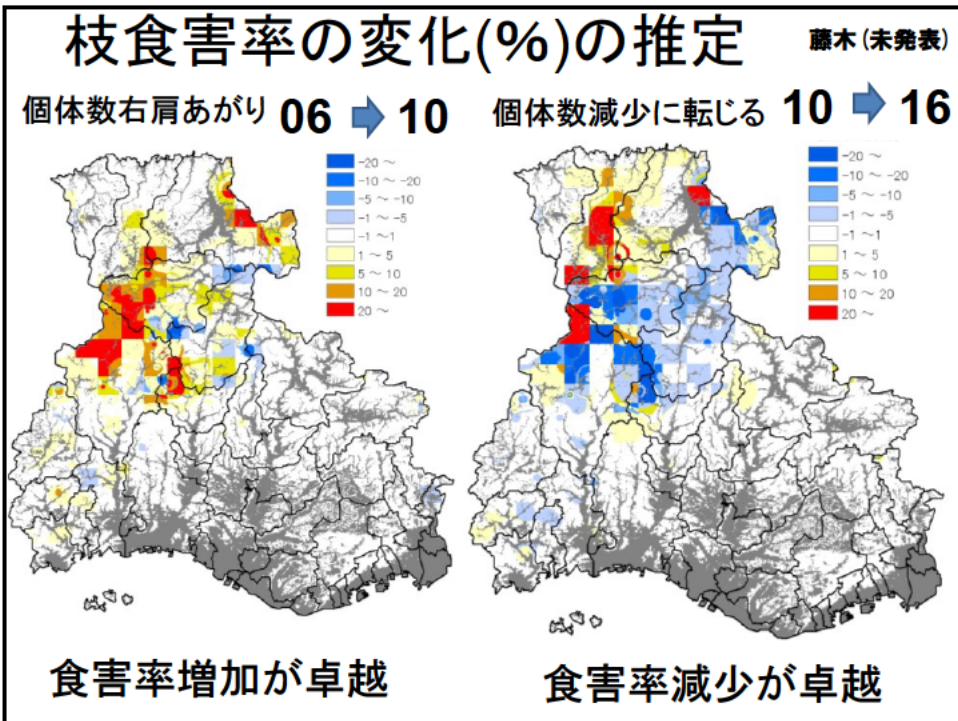 枝食害率の変化(%)の推定
藤木(未発表)
個体数右肩あがり 06 10
-20 ~
-10 ~ -20
-5 ~ -10
-1 ~ -5
-1 ~1
1 ~ 5
5 ~ 10
10 ~ 20
20 ~
食害率増加が卓越
個体数減少に転じる 10 16
-20 ~
-10 ~ -20
-5 ~ -10
-1 ~ -5
-1 ~1
1 ~ 5
5 ~ 10
10 ~ 20
20 ~
食害率減少が卓越